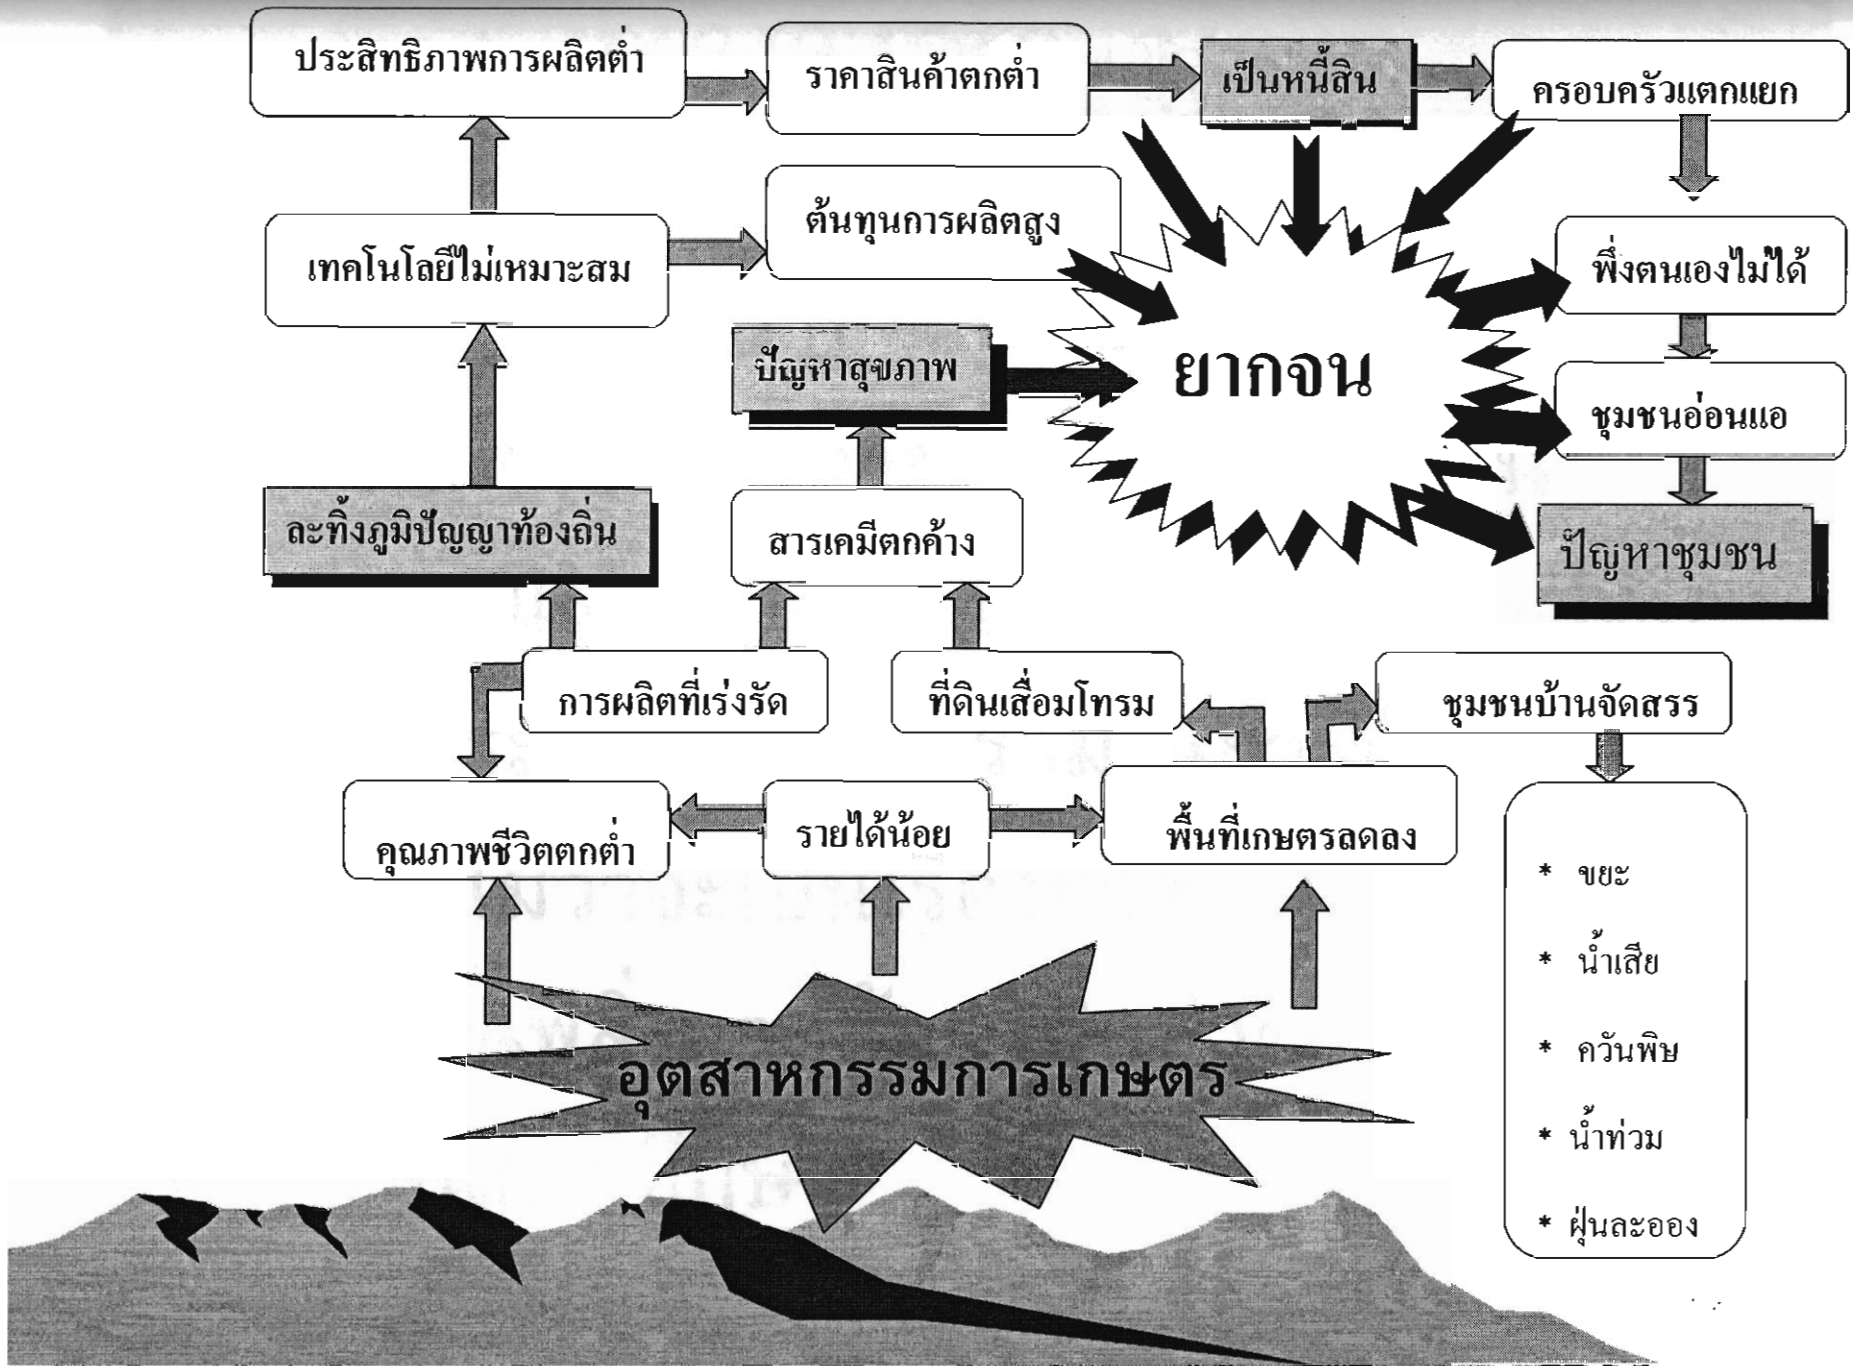 ประสิทธิภาพการผลิตต่ำ
ราคาสินค้าตกต่ำ
เป็นหนี้สิน
ครอบครัวแตกแยก
เทคโนโลยีไม่เหมาะสม
ต้นทุนการผลิตสูง
พึ่งตนเองไม่ได้
ปัญหาสุขภาพ
ยากจน
ชุมชนอ่อนแอ
ละทิ้งภูมิปัญญาท้องถิ่น
สารเคมีตกค้าง
ปัญหาชุมชน
การผลิตที่เร่งรัด
ที่ดินเสื่อมโทรม
ชุมชนบ้านจัดสรร
คุณภาพชีวิตตกต่ำ
รายได้น้อย
พื้นที่เกษตรลดลง
* ขยะ
* น้ำเสีย
* ควันพิษ
* น้ำท่วม
* ฝุ่นละออง
อุตสาหกรรมการเกษตร